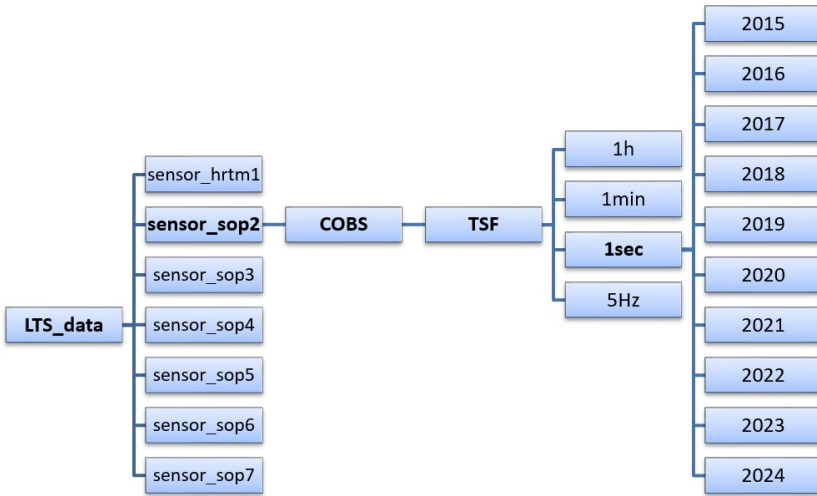 LTS_data
sensor_hrtm1
sensor_sop2
sensor_sop3
sensor_sop4
sensor_sop5
sensor_sop6
sensor_sop7
COBS
TSF
1h
1min
1sec
5Hz
2015
2016
2017
2018
2019
2020
2021
2022
2023
2024